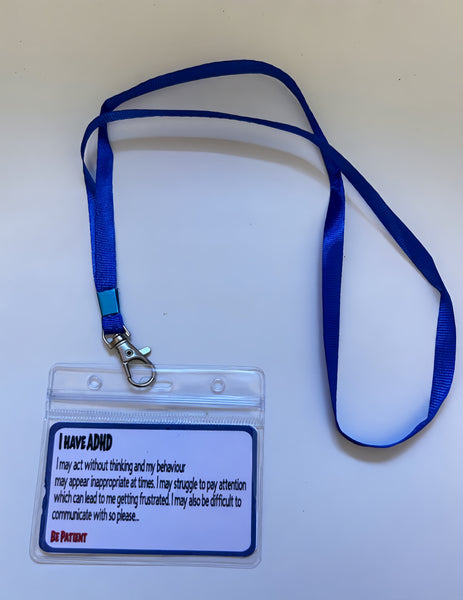 I HAVE ADHD
I may act without thinking and my behaviour
may appear inappropriate at times. I may struggle to pay attention
which can lead to me getting frustrated. I may also be difficult to
communicate with so please...
BE PATIENT